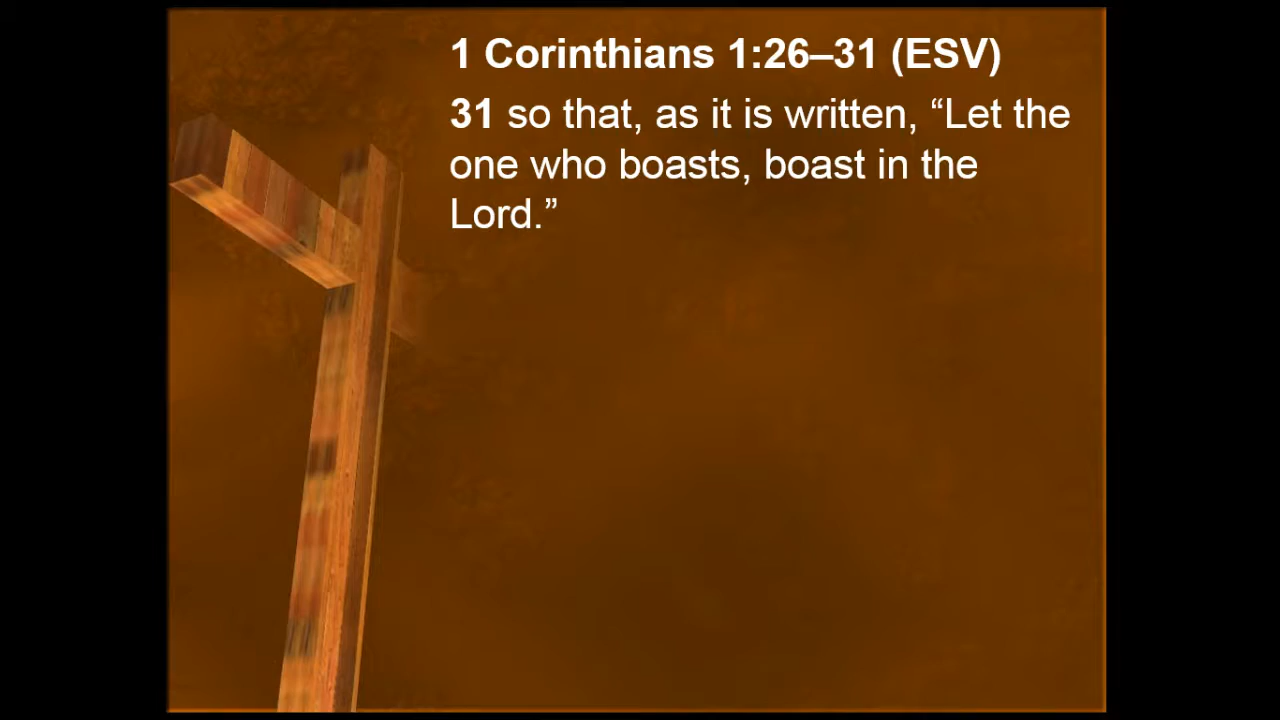 1 Corinthians 1:26–31 (ESV)
31 so that, as it is written, “Let the
one who boasts, boast in the
Lord.”